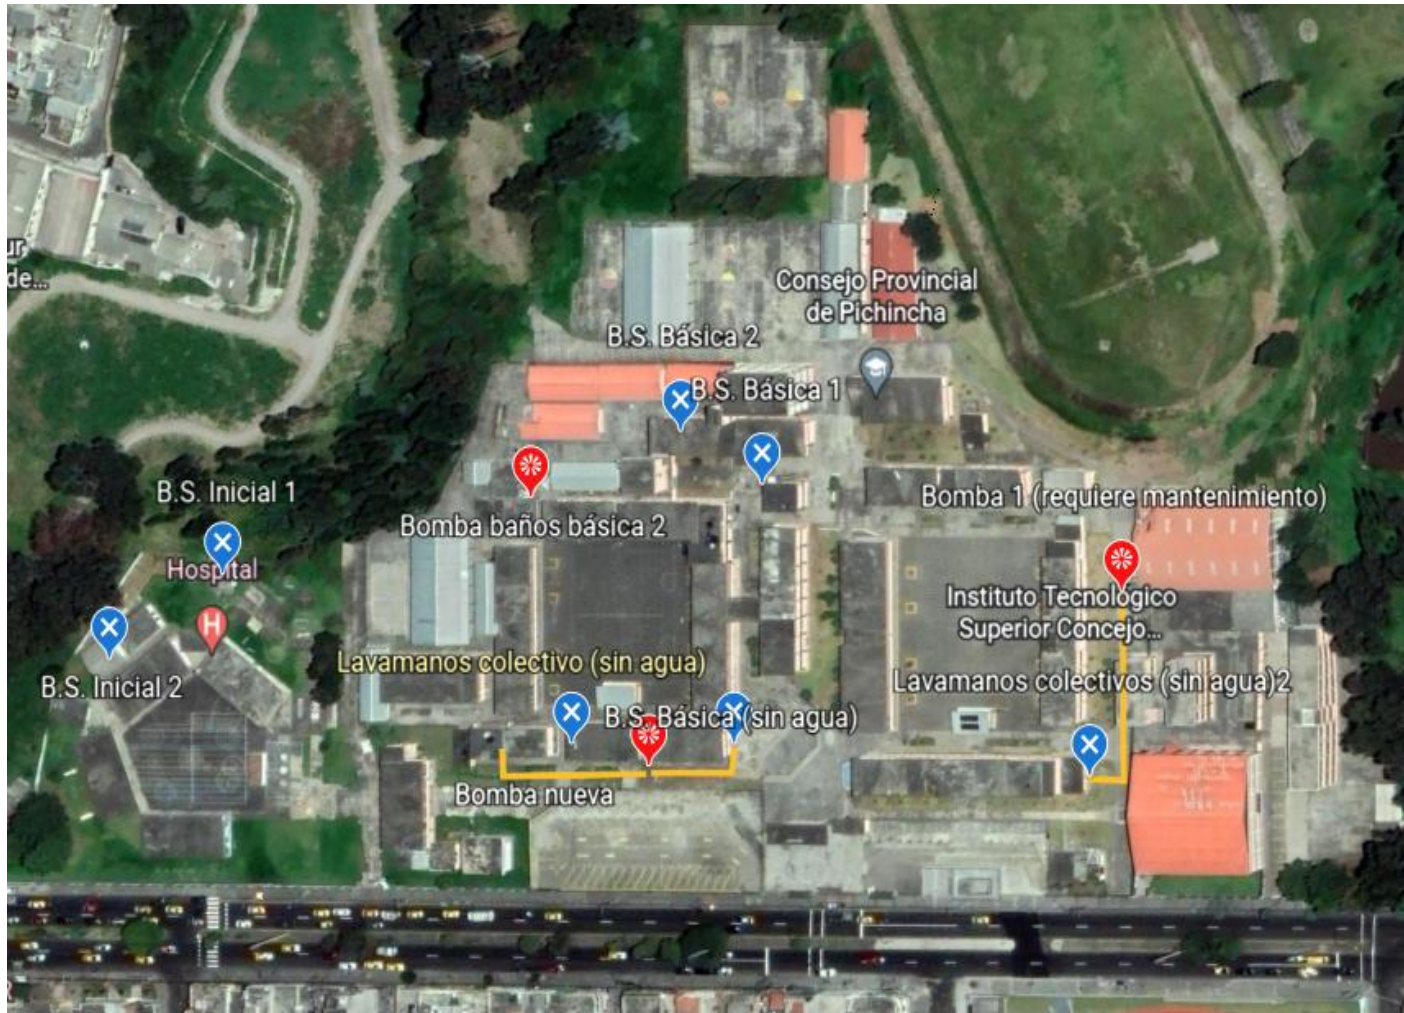 ur
de...
Consejo Provincial
de Pichincha
B.S. Básica 2
B.S. Básica 1
B.S. Inicial 1
Bomba 1 (requiere mantenimiento)
Bomba baños básica 2
Hospital
H
Instituto Tecnológico
Superior Concejo...
Lavamanos colectivo (sin agua)
B.S. Inicial 2
Lavamanos colectivos (sin agua)2
B.S. Básica (sin agua)
Bomba nueva